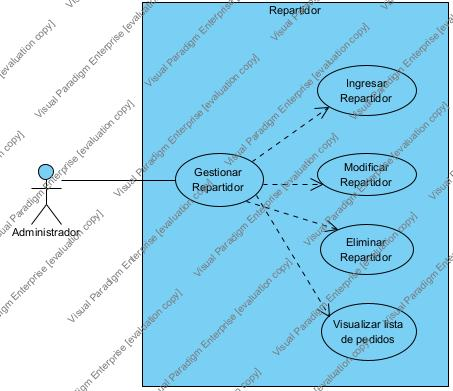 Repartidor
Ingresar
Repartidor
Gestionar
Repartidor
Modificar
Repartidor
Administrador
Eliminar
Repartidor
Visualizar lista
de pedidos
Visual Paradigm Enterprise [evaluation copy]